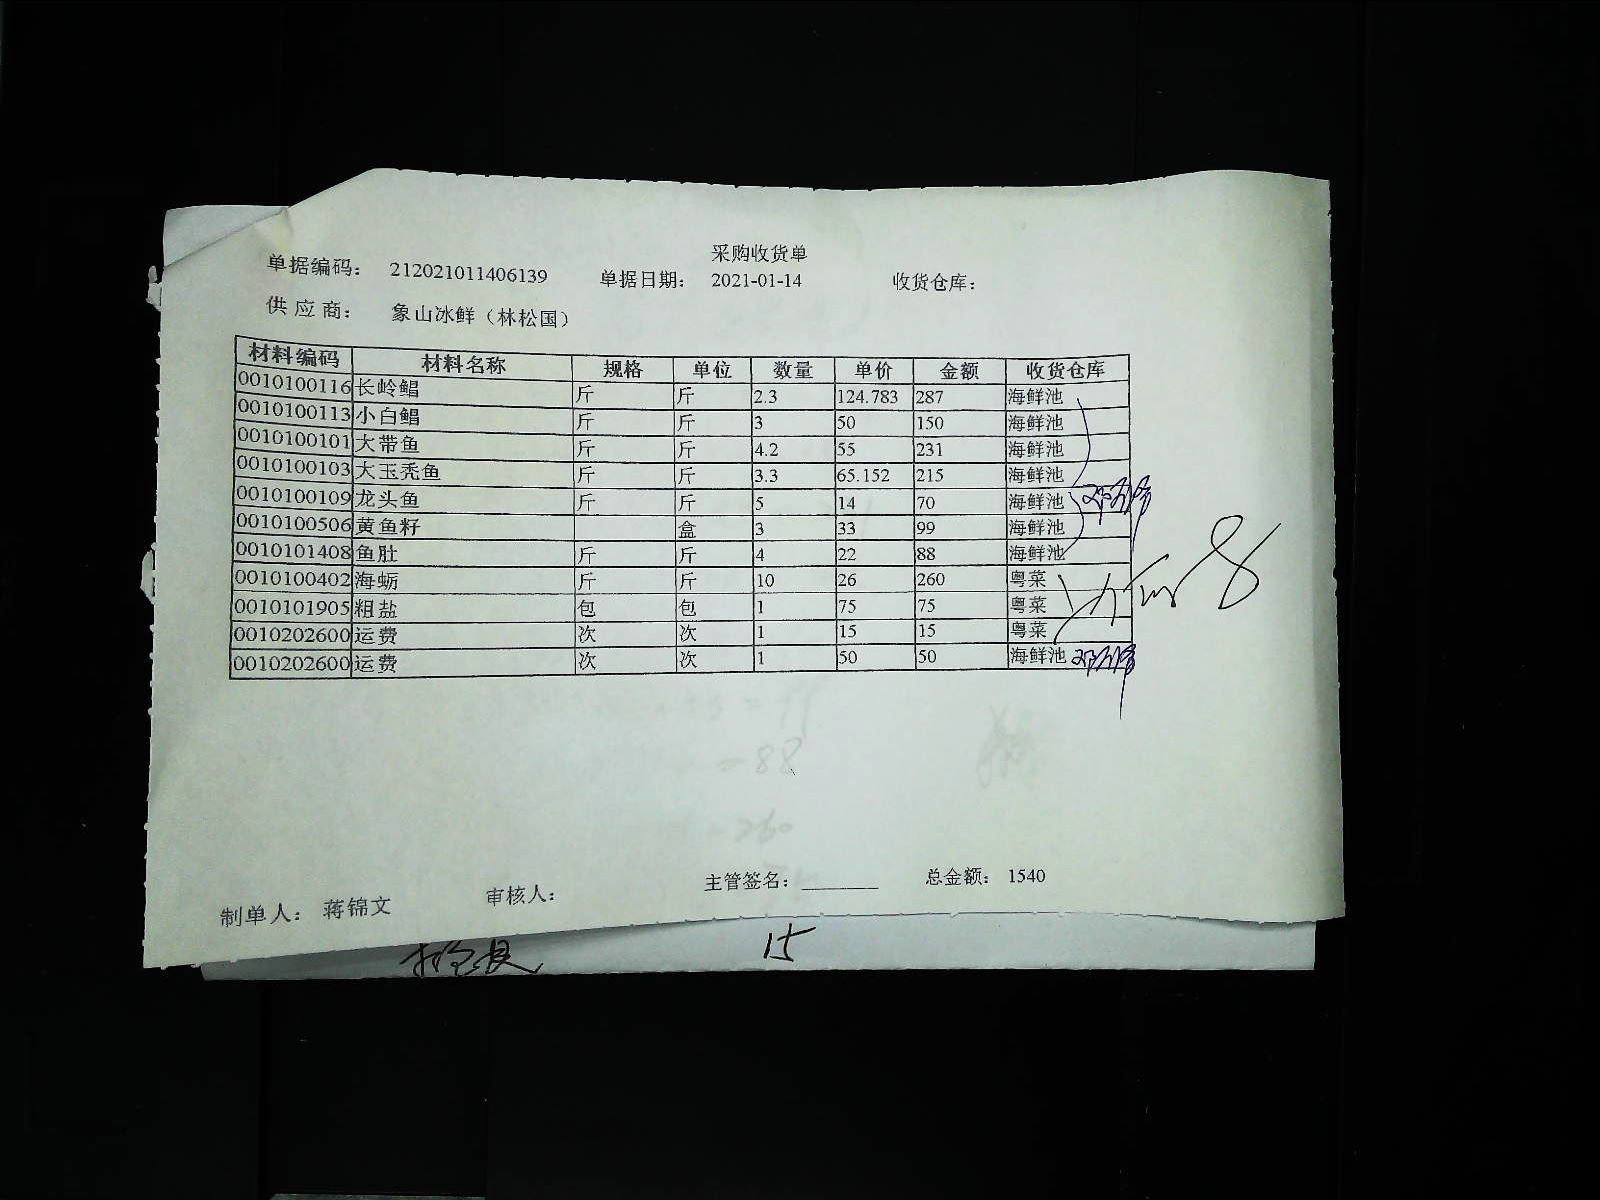 采购收货单
单据编码： 212021011406139 单据日期： 2021-01-14 收货仓库：
供应商： 象山冰鲜（林松国）
材料编码 材料名称 规格 单位 数量 单价 金额 收货仓库
0010100116 长岭鲳 斤 斤 2.3 124.783 287 海鲜池
0010100113 小白鲳 斤 斤 3 50 150 海鲜池
0010100101 大带鱼 斤 斤 4.2 55 231 海鲜池
0010100103 大玉秃鱼 斤 斤 3.3 65.152 215 海鲜池
0010100109 龙头鱼 斤 斤 5 14 70 海鲜池
0010100506 黄鱼籽 盒 3 33 99 海鲜池
0010101408 鱼肚 斤 斤 4 22 88 海鲜池
0010100402 海蛎 斤 斤 10 26 260 粤菜
0010101905 粗盐 包 包 1 75 75 粤菜
0010202600 运费 次 次 1 15 15 粤菜
0010202600 运费 次 次 1 50 50 海鲜池
=88
260
制单人： 蒋锦文 审核人： 主管签名：_______ 总金额： 1540
15